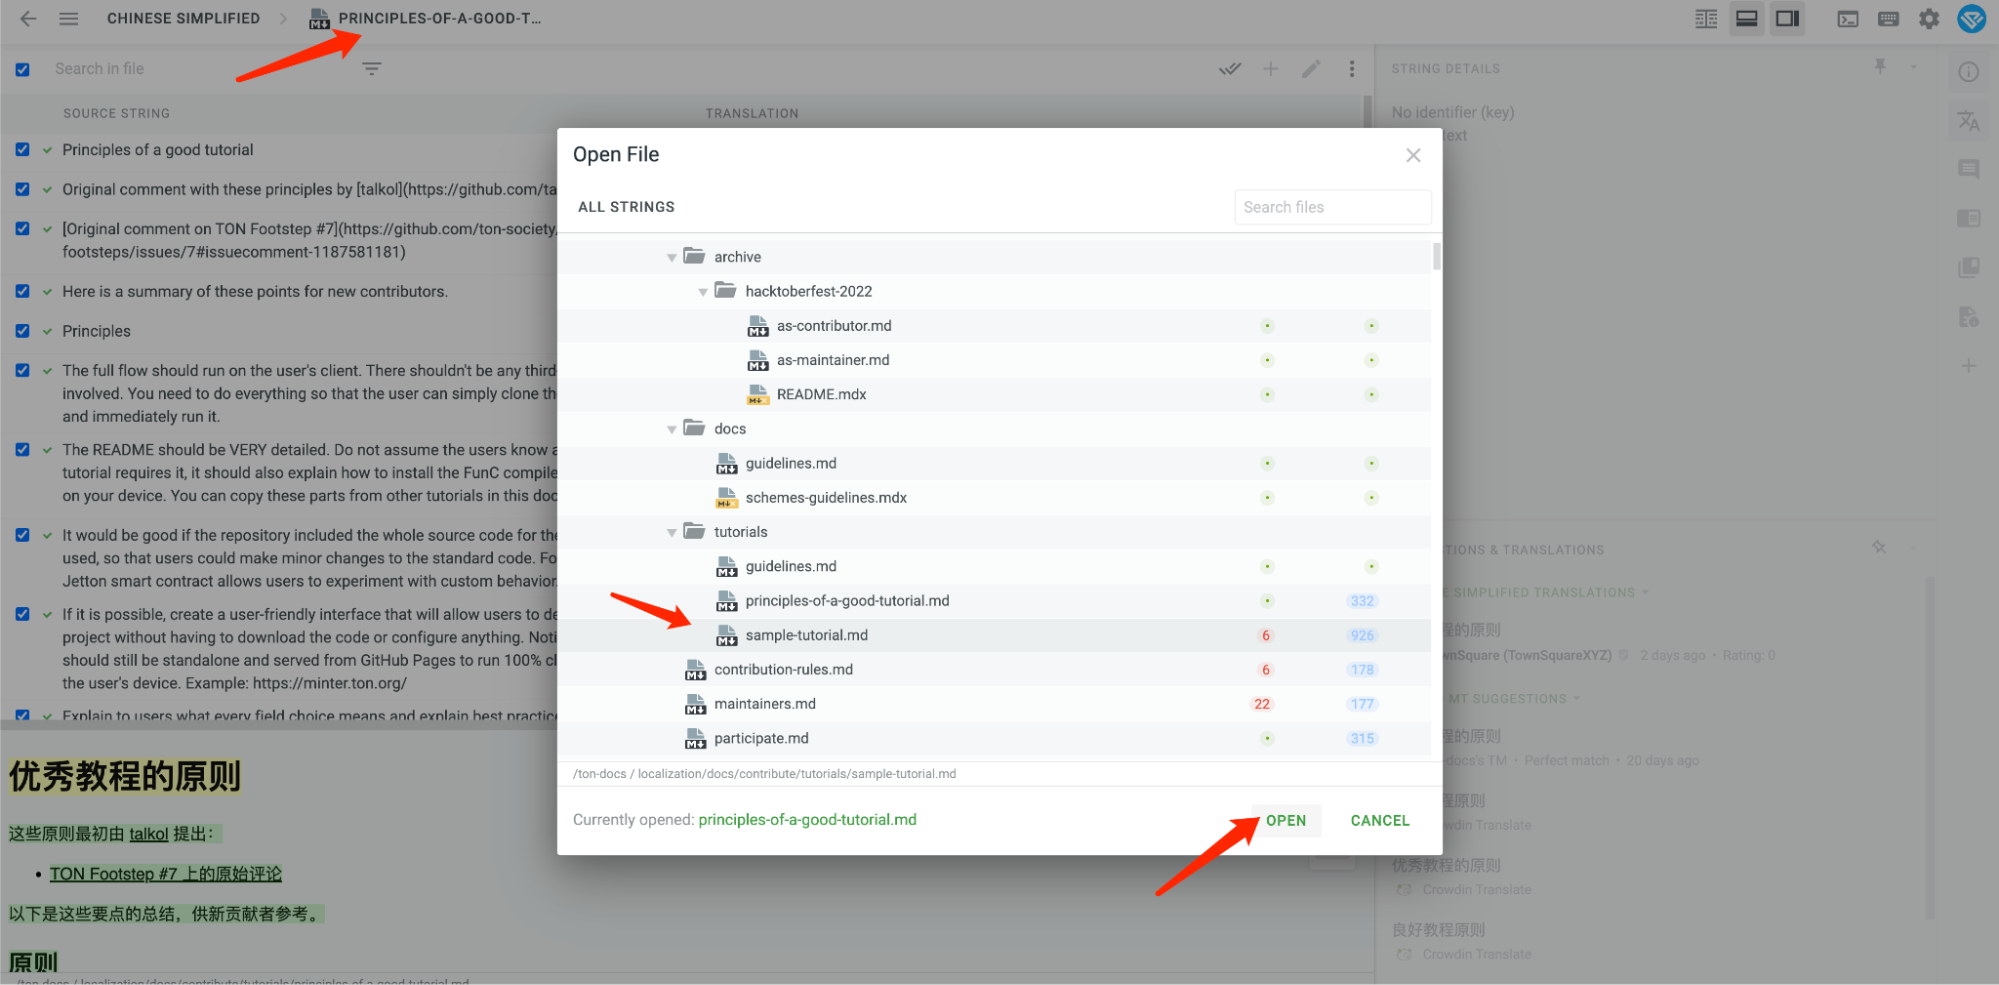 CHINESE SIMPLIFIED
PRINCIPLES-OF-A-GOOD-T...
Search in file
SOURCE STRING
TRANSLATION
Principles of a good tutorial
Original comment with these principles by [talkol](https://github.com/ta
[Original comment on TON Footstep #7](https://github.com/ton-society/
footsteps/issues/7#issuecomment-1187581181)
Here is a summary of these points for new contributors.
Principles
The full flow should run on the user's client. There shouldn't be any third
involved. You need to do everything so that the user can simply clone th
and immediately run it.
The README should be VERY detailed. Do not assume the users know a
tutorial requires it, it should also explain how to install the FunC compile
on your device. You can copy these parts from other tutorials in this doc
It would be good if the repository included the whole source code for the
used, so that users could make minor changes to the standard code. Fo
Jetton smart contract allows users to experiment with custom behavior.
If it is possible, create a user-friendly interface that will allow users to de
project without having to download the code or configure anything. Noti
should still be standalone and served from GitHub Pages to run 100% cl
the user's device. Example: https://minter.ton.org/
Explain to users what every field choice means and explain best practice
优秀教程的原则
这些原则最初由 talkol 提出：
• TON Footstep #7 上的原始评论
以下是这些要点的总结，供新贡献者参考。
原则
/ton-docs / localization/docs/contribute/tutorials/principles-of-a-good-tutorial.md
Open File
ALL STRINGS
Search files
archive
hacktoberfest-2022
as-contributor.md
as-maintainer.md
README.mdx
docs
guidelines.md
schemes-guidelines.mdx
tutorials
guidelines.md
principles-of-a-good-tutorial.md 332
sample-tutorial.md 6 926
contribution-rules.md 6 178
maintainers.md 22 177
participate.md 315
/ton-docs / localization/docs/contribute/tutorials/sample-tutorial.md
Currently opened: principles-of-a-good-tutorial.md
OPEN
CANCEL
STRING DETAILS
No identifier (key)
text
TIONS & TRANSLATIONS
E SIMPLIFIED TRANSLATIONS
程的原则
wnSquare (TownSquareXYZ) 2 days ago • Rating: 0
MT SUGGESTIONS
程的原则
-docs's TM • Perfect match • 20 days ago
程原则
wdin Translate
优秀教程的原则
Crowdin Translate
良好教程原则
Crowdin Translate